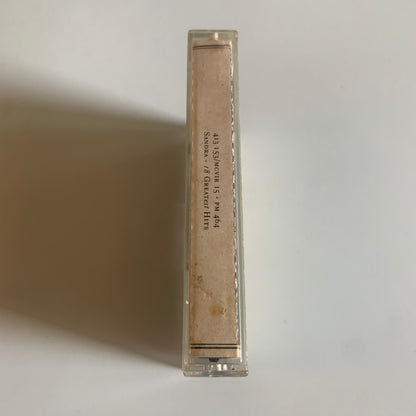 413 153/MCVIR 15 · PM 464
SANDRA · 18 GREATEST HITS